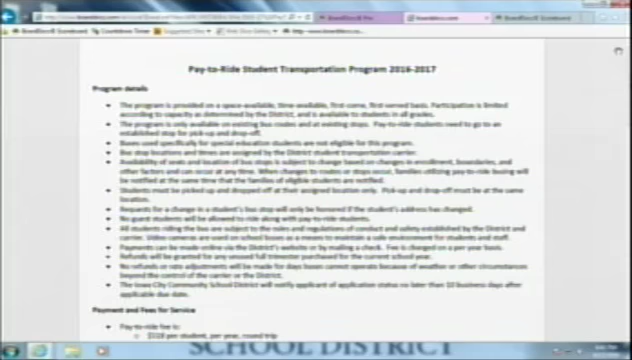 Pay-to-Ride Student Transportation Program 2016-2017
Program details
• The program is provided on a space-available, time-available, first-come, first-served basis. Participation is limited
according to capacity as determined by the District, and is available to students in all grades.
• The program is only available on existing bus routes and at existing stops. Pay-to-ride students need to go to an
established stop for pick-up and drop-off.
• Buses used specifically for special education students are not eligible for this program.
• Bus stop locations and times are assigned by the District student transportation carrier.
• Availability of seats and location of bus stops is subject to change based on changes in enrollment, boundaries, and
other factors and can occur at any time. When changes to routes or stops occur, families utilizing pay-to-ride busing will
be notified at the same time that the families of eligible students are notified.
• Students must be picked up and dropped off at their assigned location only. Pick-up and drop-off must be at the same
location.
• Requests for a change in a student's bus stop will only be honored if the student's address has changed.
• No guest students will be allowed to ride along with pay-to-ride students.
• All students riding the bus are subject to the rules and regulations of conduct and safety established by the District and
carrier. Video cameras are used on school buses as a means to maintain a safe environment for students and staff.
• Payments can be made online via the District's website or by mailing a check. Fee is charged on a per year basis.
• Refunds will be granted for any unused full trimester purchased for the current school year.
• No refunds or rate adjustments will be made for days buses cannot operate because of weather or other circumstances
beyond the control of the carrier or the District.
• The Iowa City Community School District will notify applicant of application status no later than 10 business days after
applicable due date.
Payment and Fees for Service
• Pay-to-ride fee is:
per student, per year, round trip
SCHOOL DISTRICT